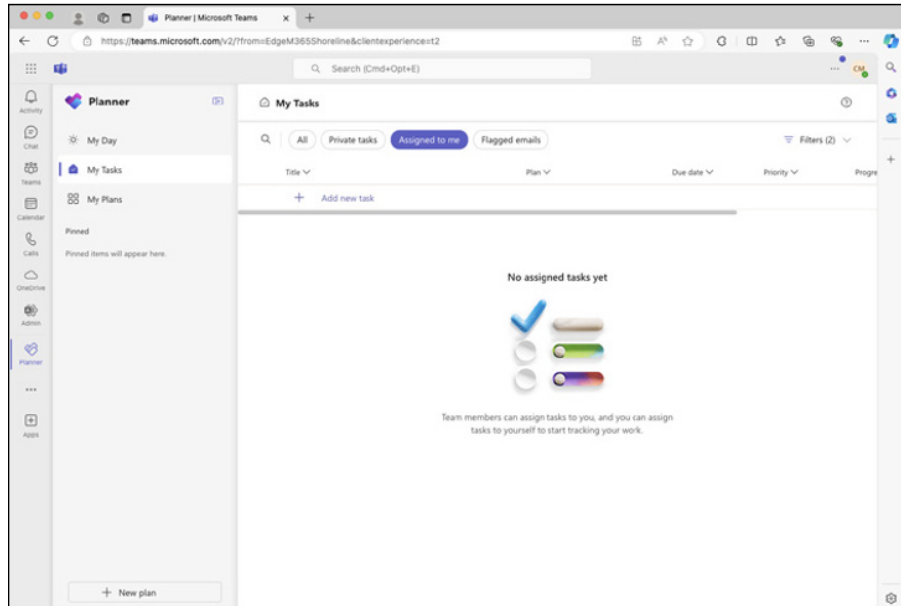 Planner | Microsoft Teams
https://teams.microsoft.com/v2/?from=EdgeM365Shoreline&clientexperience=t2
Search (Cmd+Opt+E)
CM
Activity
Chat
Teams
Calendar
Calls
OneDrive
Admin
Planner
Apps
Planner
My Day
My Tasks
My Plans
Pinned
Pinned items will appear here.
New plan
My Tasks
All Private tasks Assigned to me Flagged emails Filters (2)
Title Plan Due date Priority Progre
Add new task
No assigned tasks yet
Team members can assign tasks to you, and you can assign
tasks to yourself to start tracking your work.